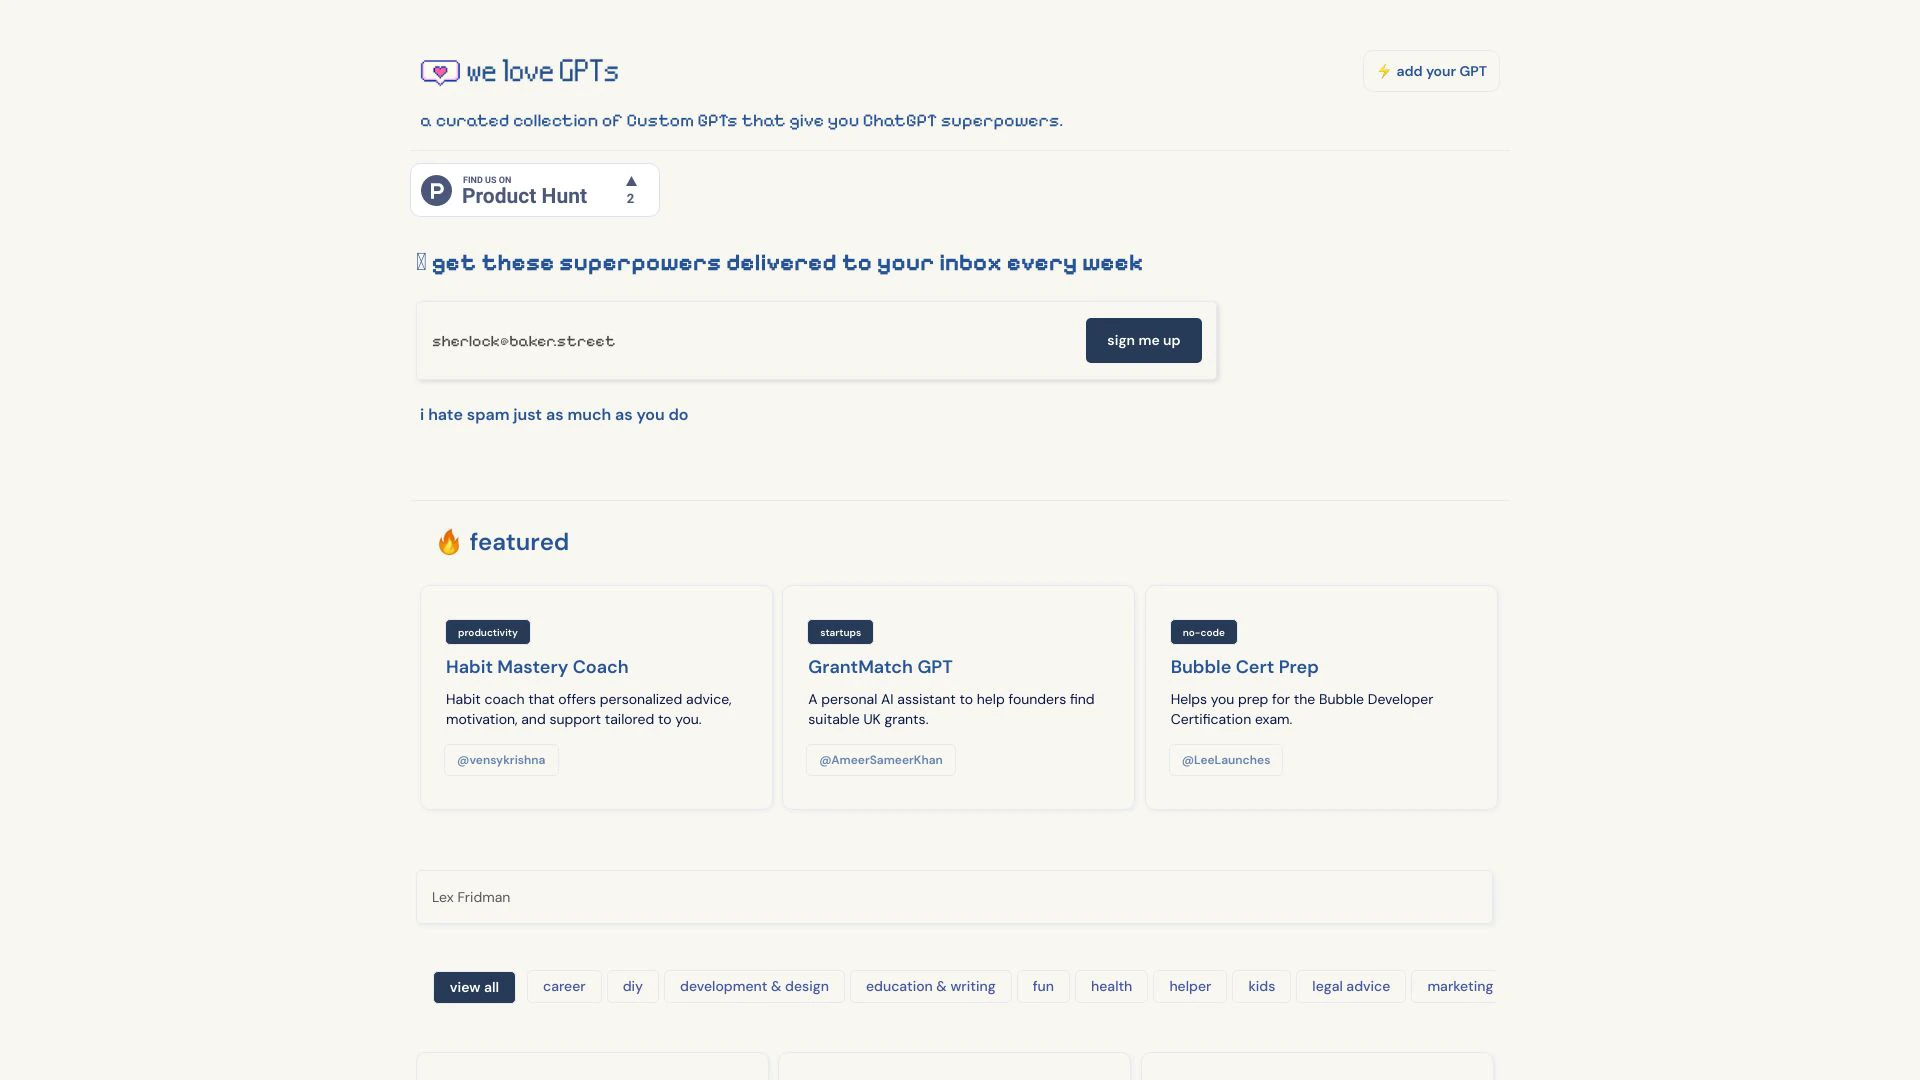 we love GPTs
⚡ add your GPT
a curated collection of Custom GPTs that give you ChatGPT superpowers.
FIND US ON
Product Hunt
▲
2
get these superpowers delivered to your inbox every week
sherlock@baker.street
sign me up
i hate spam just as much as you do
🔥 featured
productivity
Habit Mastery Coach
Habit coach that offers personalized advice,
motivation, and support tailored to you.
@vensykrishna
startups
GrantMatch GPT
A personal AI assistant to help founders find
suitable UK grants.
@AmeerSameerKhan
no-code
Bubble Cert Prep
Helps you prep for the Bubble Developer
Certification exam.
@LeeLaunches
Lex Fridman
view all career diy development & design education & writing fun health helper kids legal advice marketing